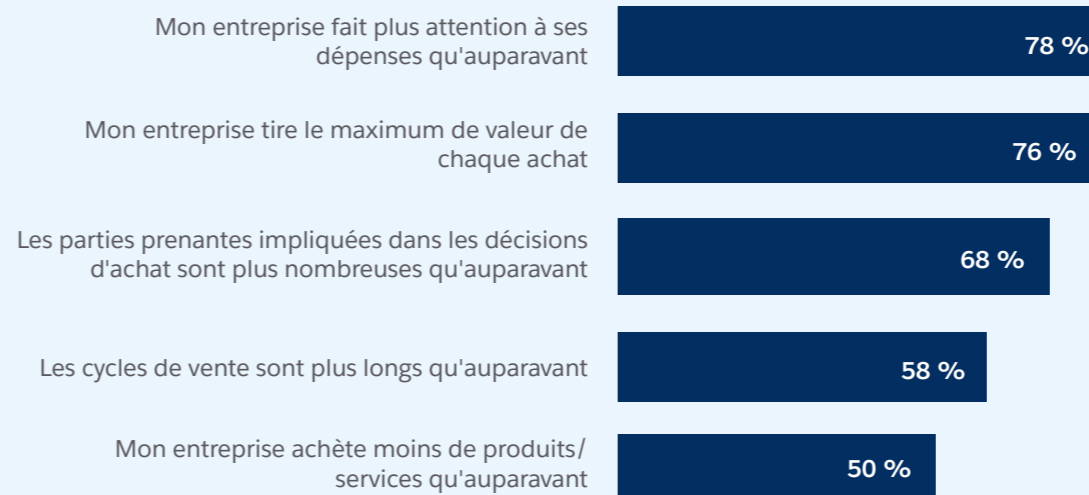 Mon entreprise fait plus attention à ses
dépenses qu'auparavant
78 %
Mon entreprise tire le maximum de valeur de
chaque achat
76 %
Les parties prenantes impliquées dans les décisions
d'achat sont plus nombreuses qu'auparavant
68 %
Les cycles de vente sont plus longs qu'auparavant
58 %
Mon entreprise achète moins de produits/
services qu'auparavant
50 %